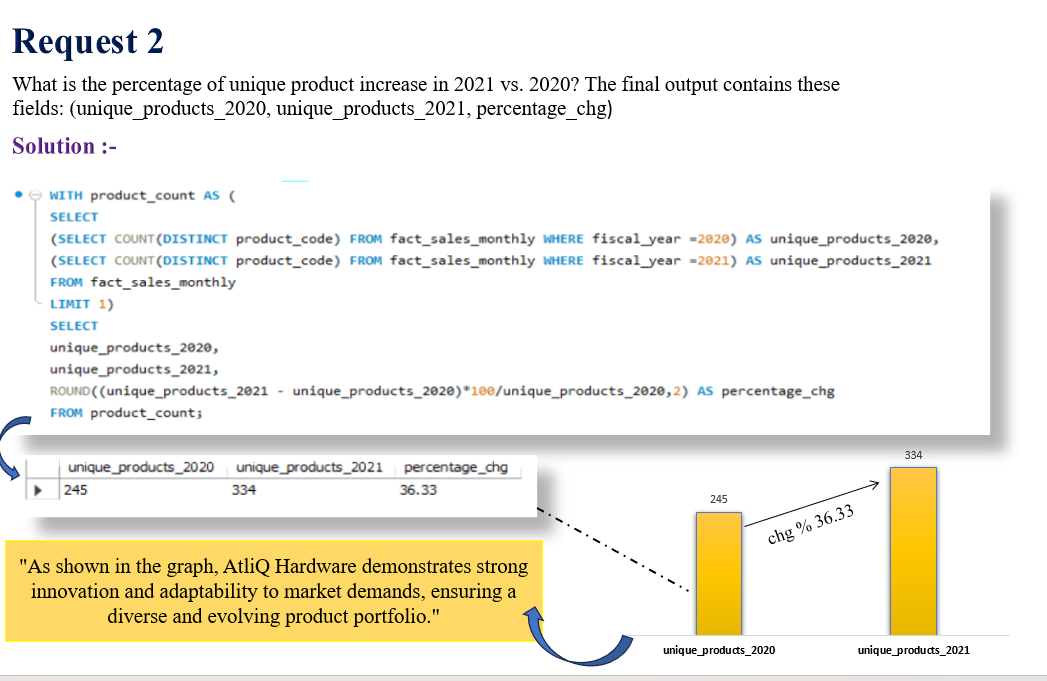 Request 2
What is the percentage of unique product increase in 2021 vs. 2020? The final output contains these
fields: (unique_products_2020, unique_products_2021, percentage_chg)
Solution :-
WITH product_count AS (
SELECT
(SELECT COUNT(DISTINCT product_code) FROM fact_sales_monthly WHERE fiscal_year =2020) AS unique_products_2020,
(SELECT COUNT(DISTINCT product_code) FROM fact_sales_monthly WHERE fiscal_year =2021) AS unique_products_2021
FROM fact_sales_monthly
LIMIT 1)
SELECT
unique_products_2020,
unique_products_2021,
ROUND((unique_products_2021 - unique_products_2020)*100/unique_products_2020,2) AS percentage_chg
FROM product_count;
unique_products_2020 unique_products_2021 percentage_chg
245 334 36.33
"As shown in the graph, AtliQ Hardware demonstrates strong
innovation and adaptability to market demands, ensuring a
diverse and evolving product portfolio."
334
245
chg % 36.33
unique_products_2020 unique_products_2021